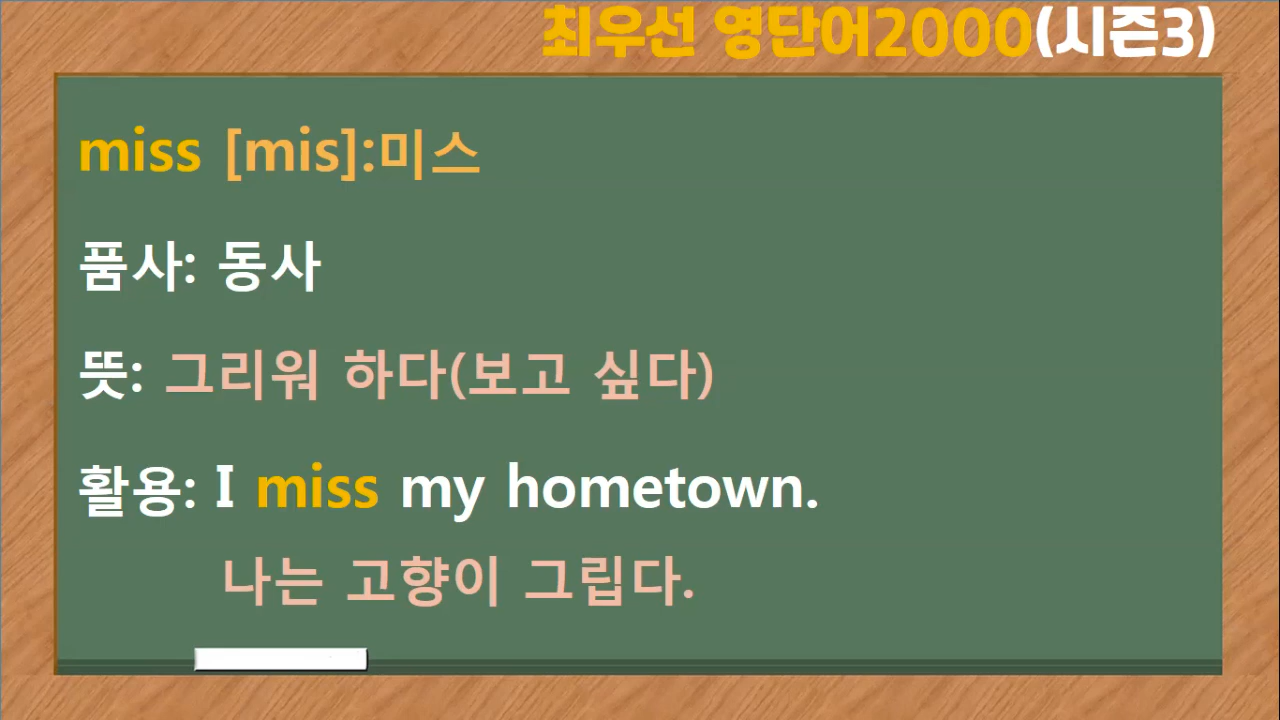 최우선 영단어2000(시즌3)
miss [mis]:미스
품사: 동사
뜻: 그리워 하다(보고 싶다)
활용: I miss my hometown.
나는 고향이 그립다.